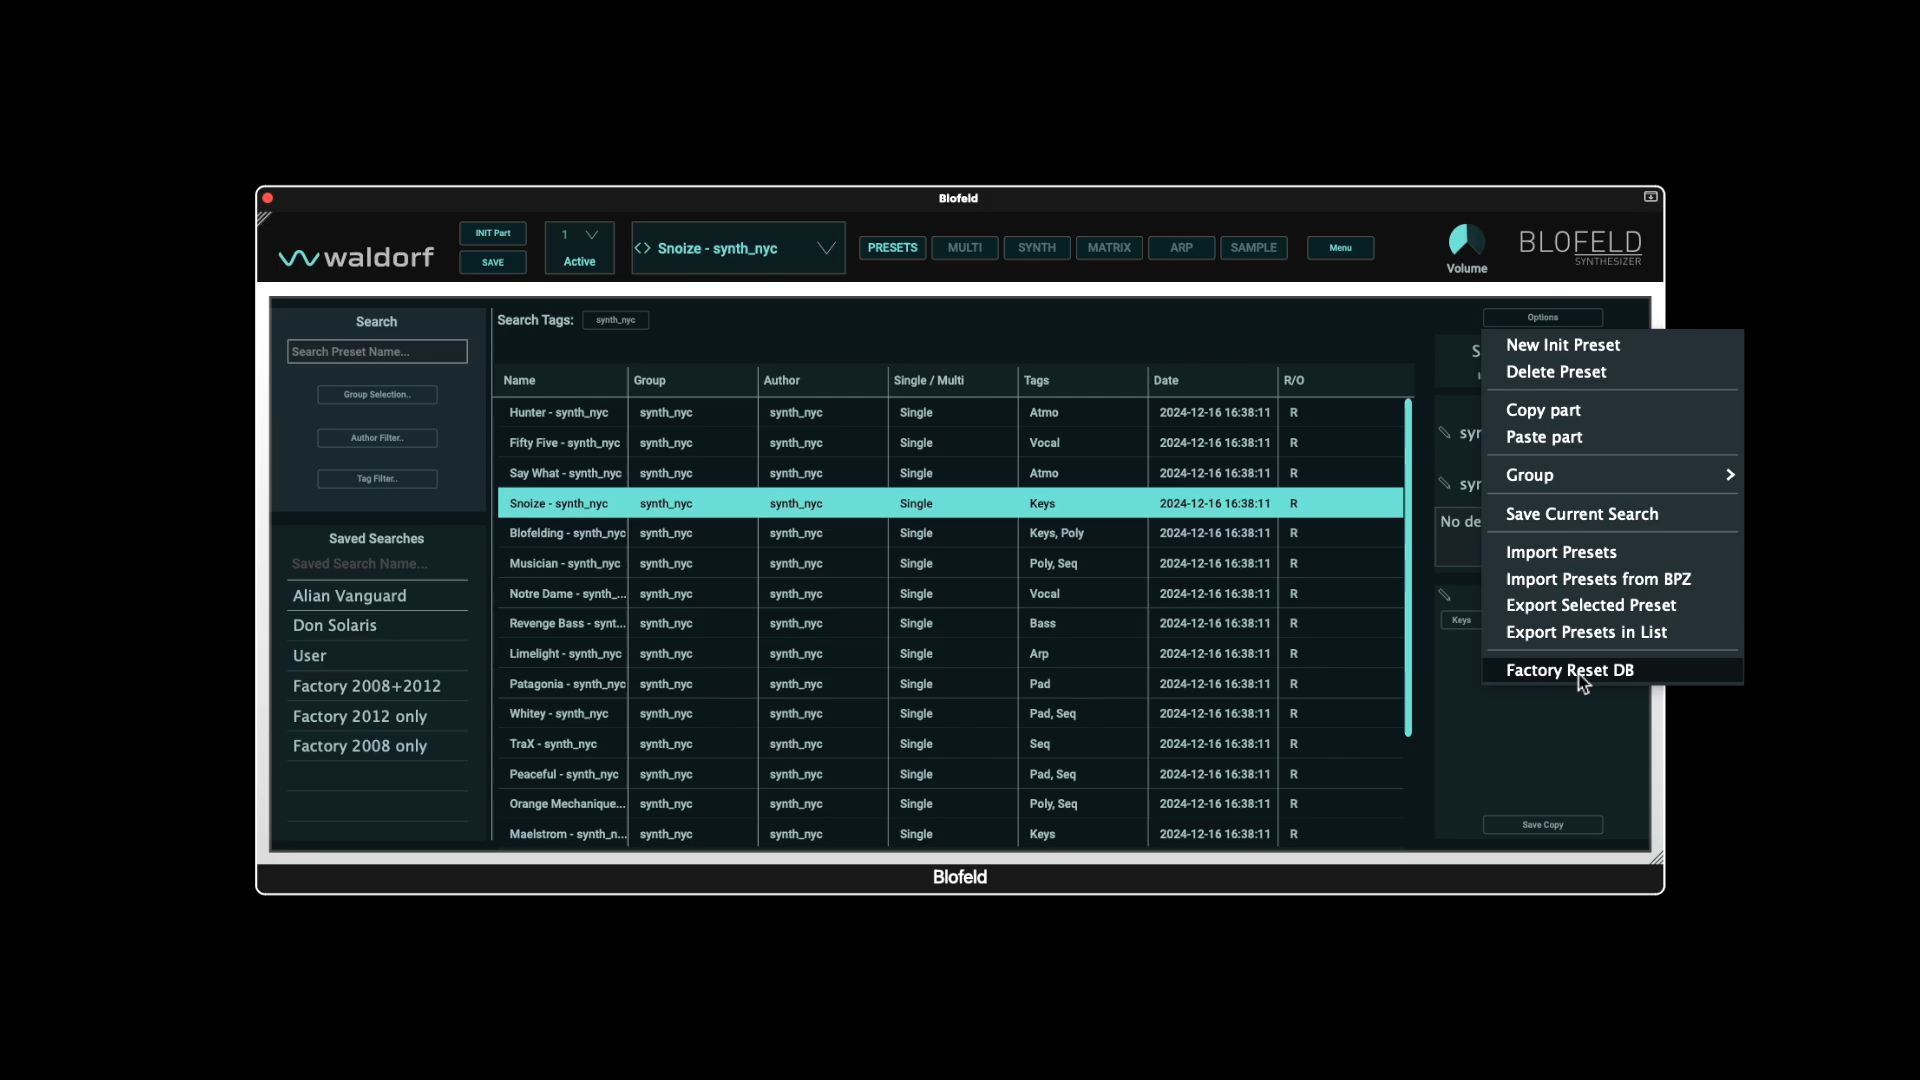 Blofeld
waldorf
INIT Part
SAVE
1
Active
<> Snoize - synth_nyc
PRESETS
MULTI
SYNTH
MATRIX
ARP
SAMPLE
Menu
Volume
BLOFELD
SYNTHESIZER
Search
Search Preset Name...
Group Selection..
Author Filter..
Tag Filter..
Saved Searches
Saved Search Name...
Alian Vanguard
Don Solaris
User
Factory 2008+2012
Factory 2012 only
Factory 2008 only
Search Tags: synth_nyc
Name Group Author Single / Multi Tags Date R/O
Hunter - synth_nyc synth_nyc synth_nyc Single Atmo 2024-12-16 16:38:11 R
Fifty Five - synth_nyc synth_nyc synth_nyc Single Vocal 2024-12-16 16:38:11 R
Say What - synth_nyc synth_nyc synth_nyc Single Atmo 2024-12-16 16:38:11 R
Snoize - synth_nyc synth_nyc synth_nyc Single Keys 2024-12-16 16:38:11 R
Blofelding - synth_nyc synth_nyc synth_nyc Single Keys, Poly 2024-12-16 16:38:11 R
Musician - synth_nyc synth_nyc synth_nyc Single Poly, Seq 2024-12-16 16:38:11 R
Notre Dame - synth_... synth_nyc synth_nyc Single Vocal 2024-12-16 16:38:11 R
Revenge Bass - synt... synth_nyc synth_nyc Single Bass 2024-12-16 16:38:11 R
Limelight - synth_nyc synth_nyc synth_nyc Single Arp 2024-12-16 16:38:11 R
Patagonia - synth_nyc synth_nyc synth_nyc Single Pad 2024-12-16 16:38:11 R
Whitey - synth_nyc synth_nyc synth_nyc Single Pad, Seq 2024-12-16 16:38:11 R
TraX - synth_nyc synth_nyc synth_nyc Single Seq 2024-12-16 16:38:11 R
Peaceful - synth_nyc synth_nyc synth_nyc Single Pad, Seq 2024-12-16 16:38:11 R
Orange Mechanique... synth_nyc synth_nyc Single Poly, Seq 2024-12-16 16:38:11 R
Maelstrom - synth_n... synth_nyc synth_nyc Single Keys 2024-12-16 16:38:11 R
Options
S
syr
syr
No de
Keys
New Init Preset
Delete Preset
Copy part
Paste part
Group
Save Current Search
Import Presets
Import Presets from BPZ
Export Selected Preset
Export Presets in List
Factory Reset DB
Save Copy
Blofeld